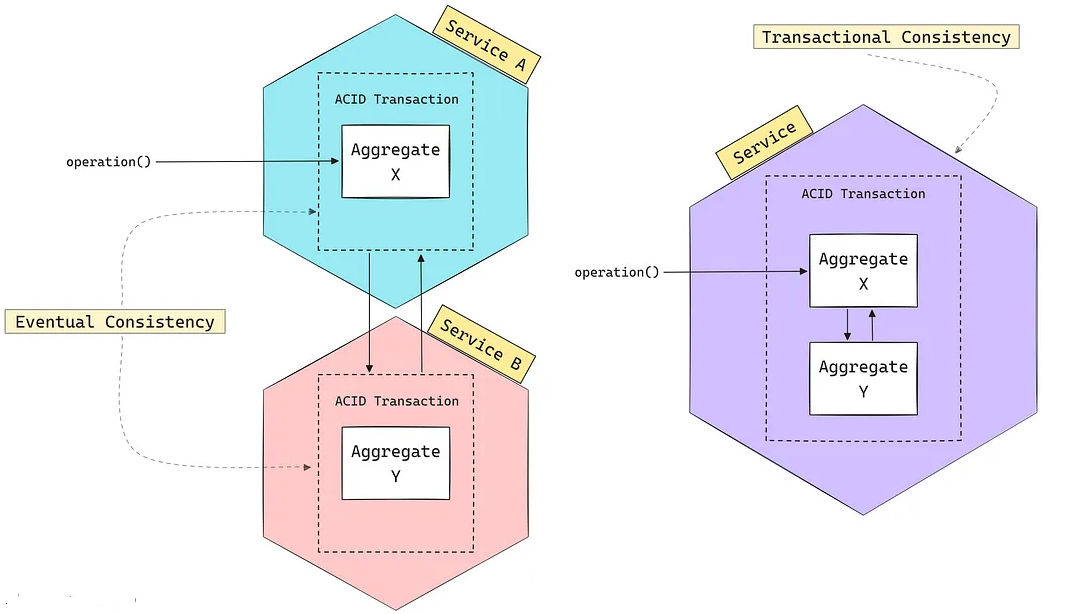 Service A
ACID Transaction
Aggregate
X
operation()
Eventual Consistency
Service B
ACID Transaction
Aggregate
Y
Transactional Consistency
Service
ACID Transaction
Aggregate
X
operation()
Aggregate
Y